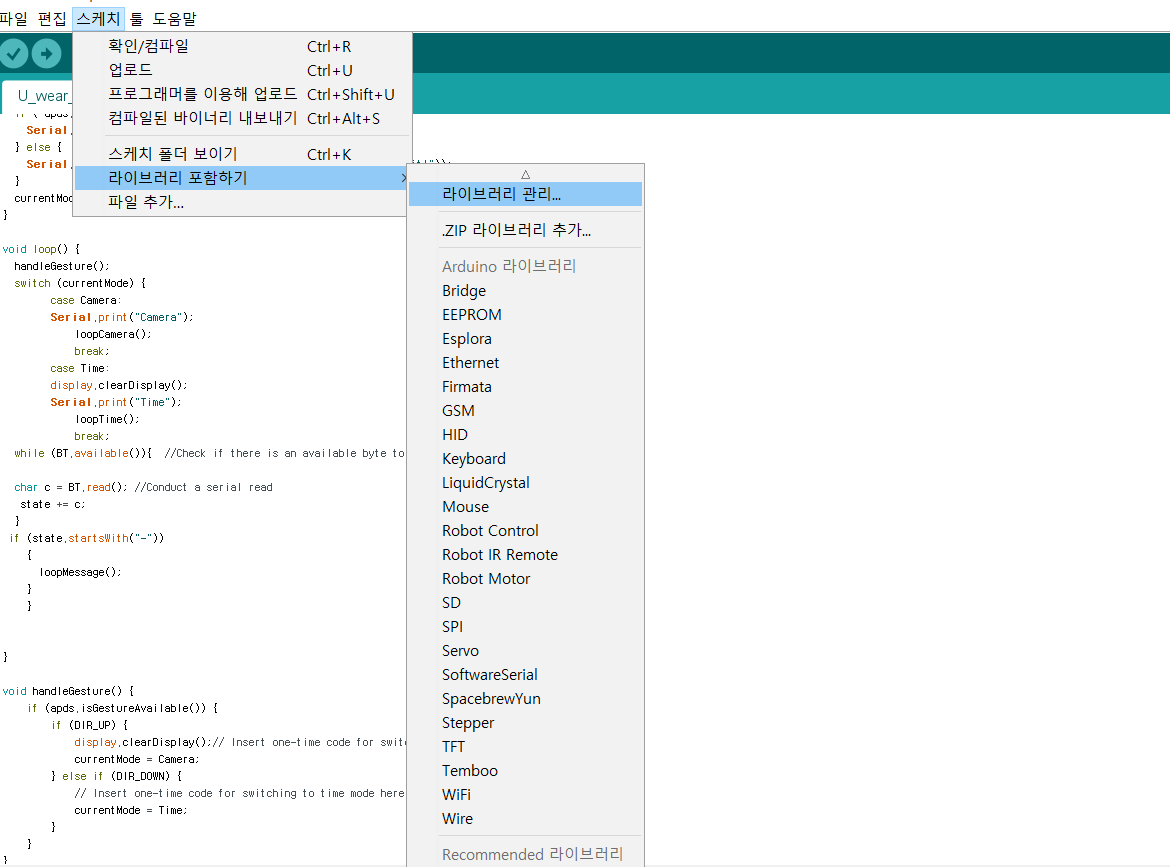 파일 편집 스케치 툴 도움말
확인/컴파일 Ctrl+R
업로드 Ctrl+U
프로그래머를 이용해 업로드 Ctrl+Shift+U
컴파일된 바이너리 내보내기 Ctrl+Alt+S
스케치 폴더 보이기 Ctrl+K
라이브러리 포함하기
파일 추가...
라이브러리 관리...
.ZIP 라이브러리 추가...
Arduino 라이브러리
Bridge
EEPROM
Esplora
Ethernet
Firmata
GSM
HID
Keyboard
LiquidCrystal
Mouse
Robot Control
Robot IR Remote
Robot Motor
SD
SPI
Servo
SoftwareSerial
SpacebrewYun
Stepper
TFT
Temboo
WiFi
Wire
Recommended 라이브러리
U_wear_
Serial.
} else {
Serial.
}
currentMod
}
void loop() {
handleGesture();
switch (currentMode) {
case Camera:
Serial.print("Camera");
loopCamera();
break;
case Time:
display.clearDisplay();
Serial.print("Time");
loopTime();
break;
while (BT.available()){ //Check if there is an available byte to
char c = BT.read(); //Conduct a serial read
state += c;
}
if (state.startsWith("-"))
{
loopMessage();
}
}
}
void handleGesture() {
if (apds.isGestureAvailable()) {
if (DIR_UP) {
display.clearDisplay();// Insert one-time code for swit
currentMode = Camera;
} else if (DIR_DOWN) {
// Insert one-time code for switching to time mode here
currentMode = Time;
}
}
}